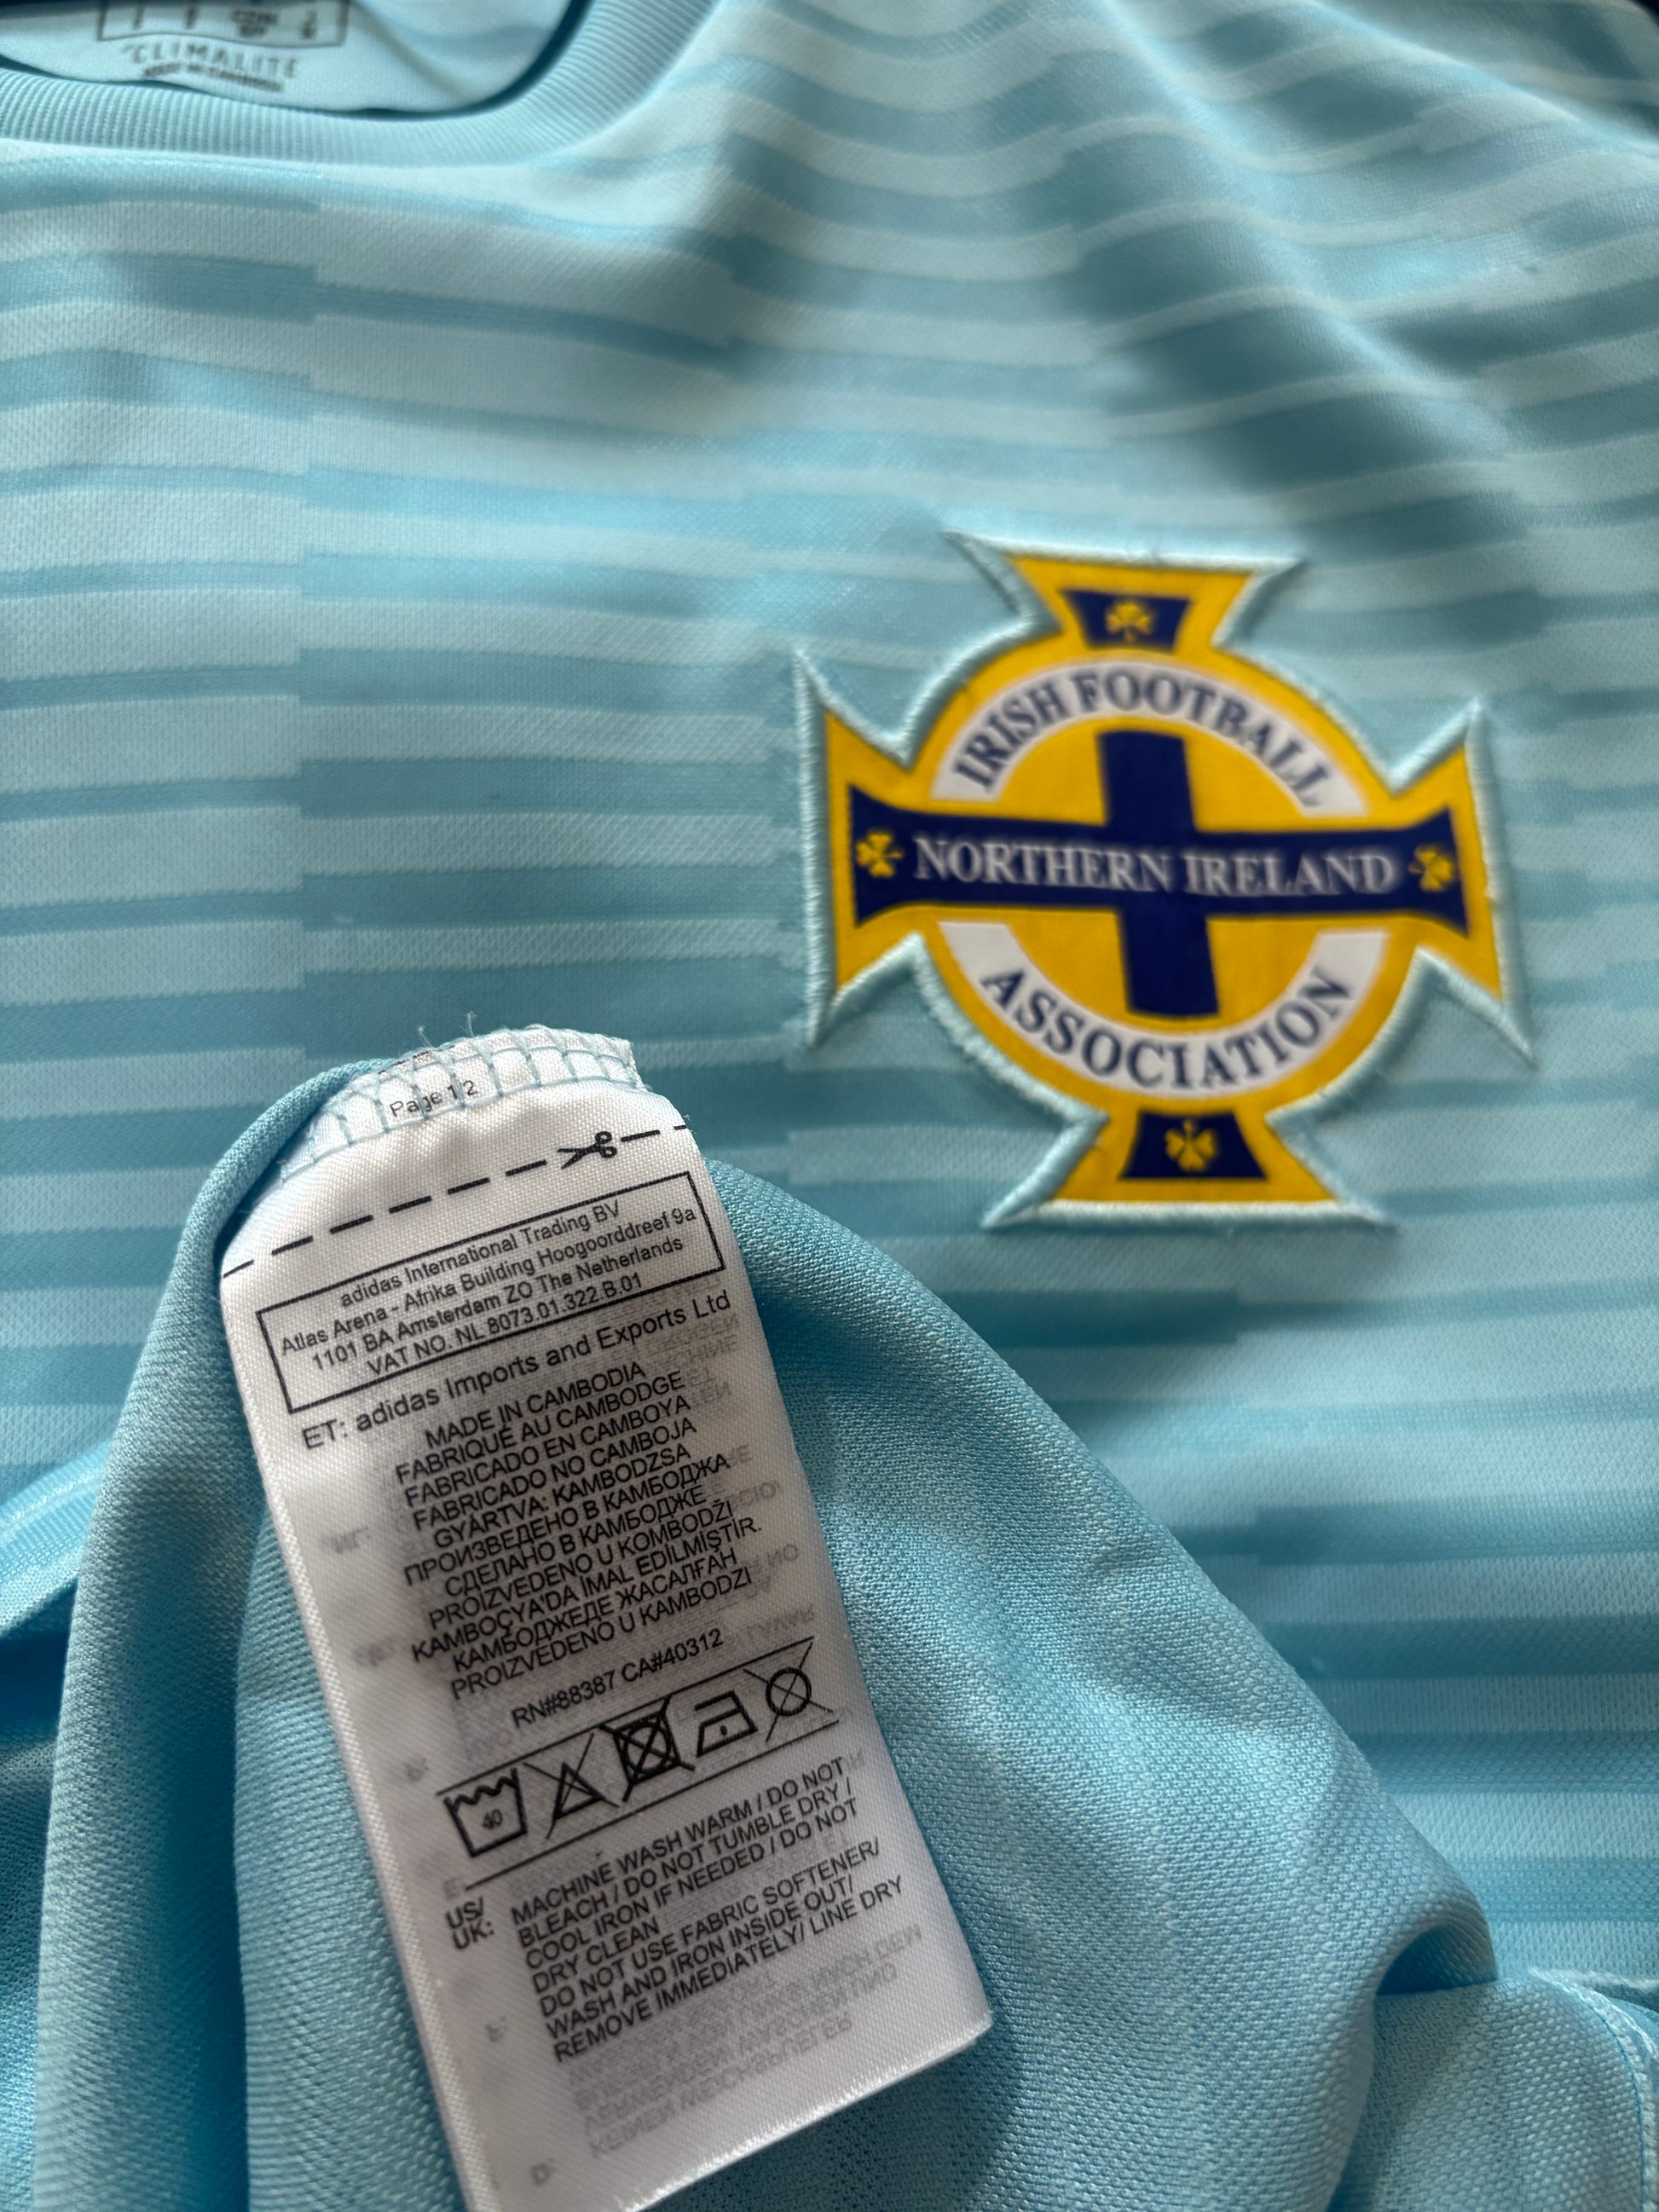 CLIMALITE
IRISH FOOTBALL
NORTHERN IRELAND
ASSOCIATION
Page 12
adidas International Trading BV
Atlas Arena - Afrika Building Hoogoorddreef 9a
1101 BA Amsterdam ZO The Netherlands
VAT NO. NL 8073.01.322.B.01
ET: adidas Imports and Exports Ltd
MADE IN CAMBODIA
FABRIQUÉ AU CAMBODGE
FABRICADO EN CAMBOYA
FABRICADO NO CAMBOJA
GYÁRTVA: KAMBODZSA
ПРОИЗВЕДЕНО В КАМБОДЖА
СДЕЛАНО В КАМБОДЖЕ
PROIZVEDENO U KOMBODŽI
KAMBOÇYA'DA İMAL EDİLMİŞTİR.
КАМБОДЖЕДЕ ЖАСАЛҒАН
PROIZVEDENO U KAMBODZI
RN#88387 CA#40312
40
US/ UK: MACHINE WASH WARM / DO NOT
BLEACH / DO NOT TUMBLE DRY /
COOL IRON IF NEEDED / DO NOT
DRY CLEAN
DO NOT USE FABRIC SOFTENER/
WASH AND IRON INSIDE OUT/
REMOVE IMMEDIATELY/ LINE DRY